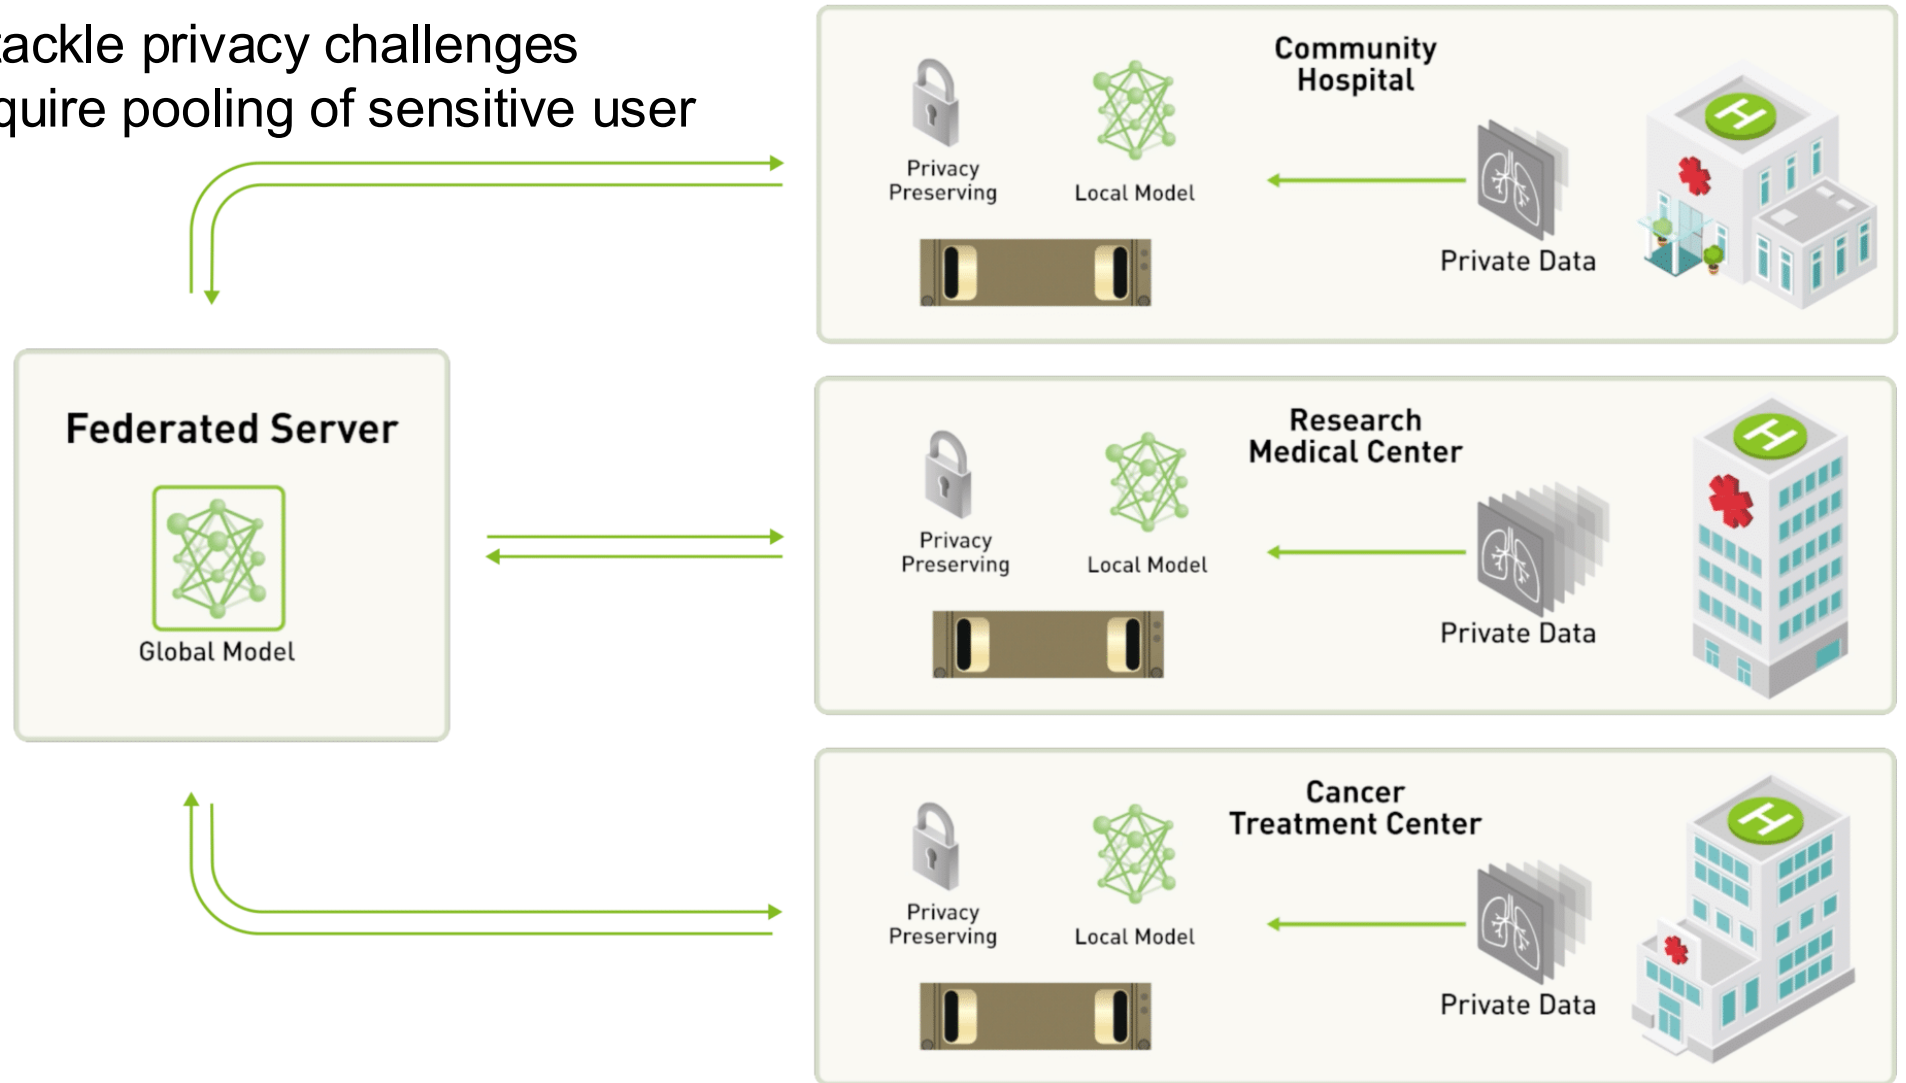 tackle privacy challenges
quire pooling of sensitive user
Community
Hospital
Privacy
Preserving
Local Model
Private Data
Federated Server
Global Model
Research
Medical Center
Privacy
Preserving
Local Model
Private Data
Cancer
Treatment Center
Privacy
Preserving
Local Model
Private Data